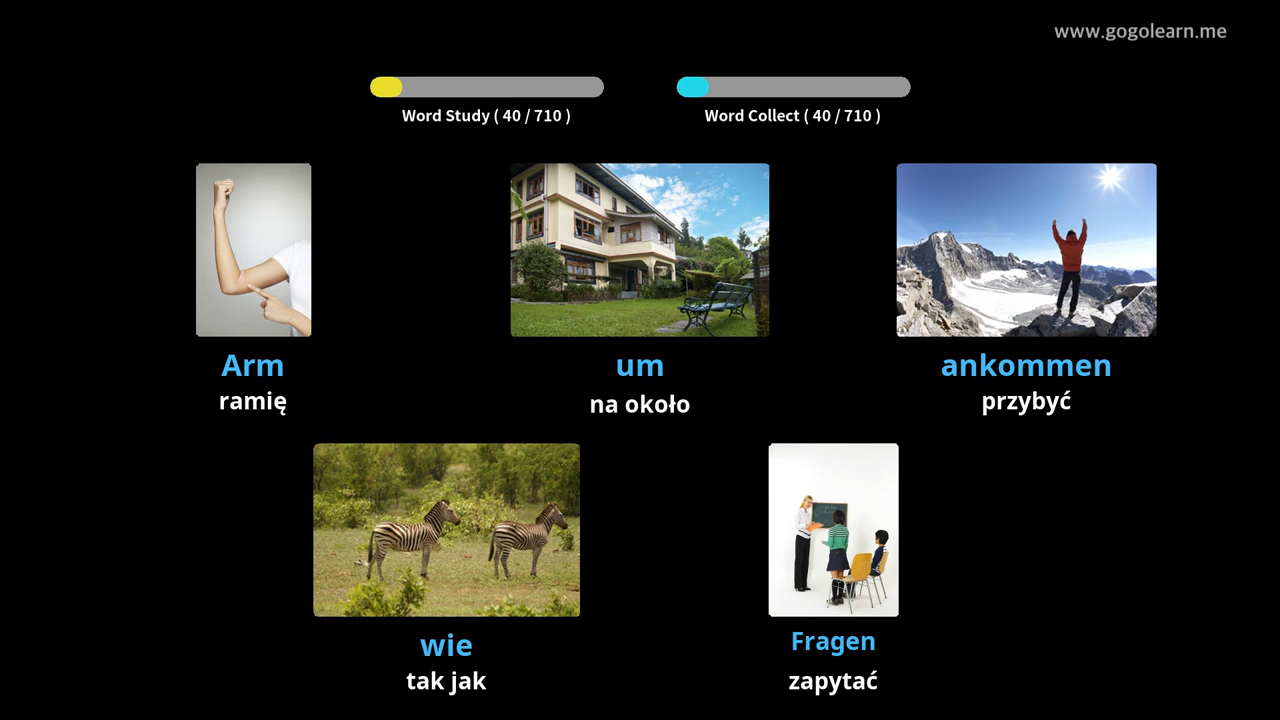 www.gogolearn.me
Word Study ( 40 / 710 )
Word Collect ( 40 / 710 )
Arm
ramię
um
na około
ankommen
przybyć
wie
tak jak
Fragen
zapytać